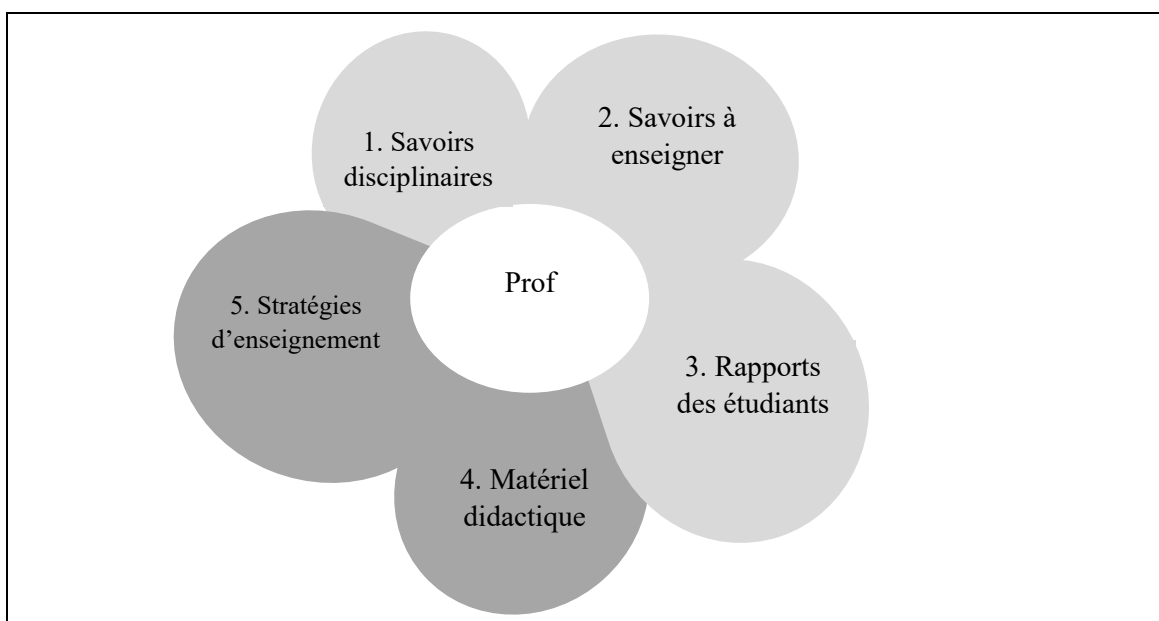 1. Savoirs
disciplinaires
2. Savoirs à
enseigner
Prof
3. Rapports
des étudiants
4. Matériel
didactique
5. Stratégies
d’enseignement